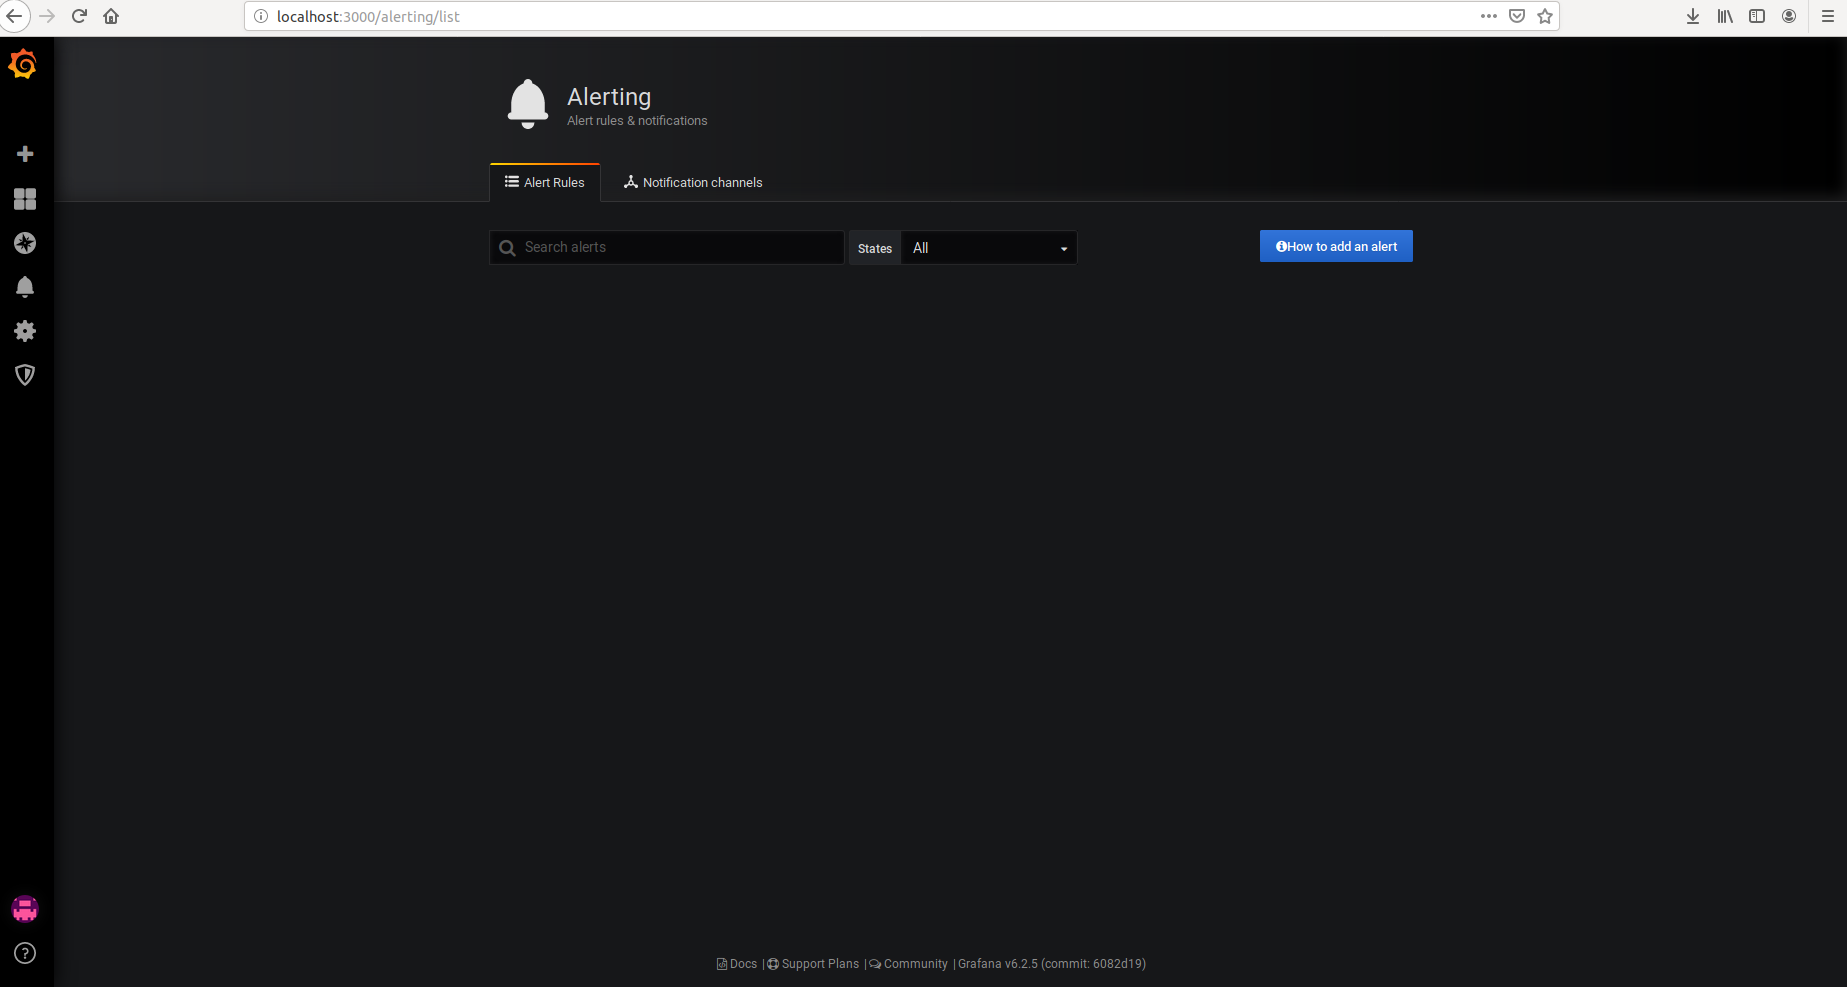 localhost:3000/alerting/list
Alerting
Alert rules & notifications
Alert Rules
Notification channels
Search alerts
States
All
How to add an alert
Docs | Support Plans | Community | Grafana v6.2.5 (commit: 6082d19)